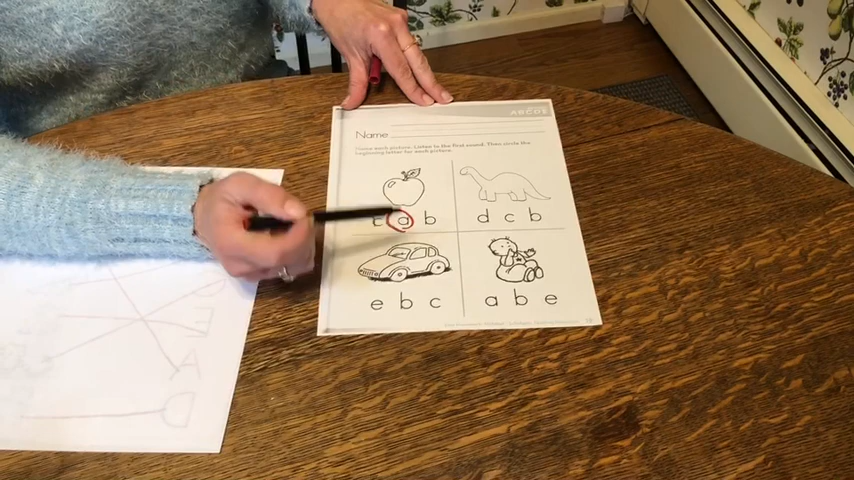 ABCDE
Name
Name each picture. Listen to the first sound. Then circle the
beginning letter for each picture.
c a b
d c b
e b c
a b e
D E A
D